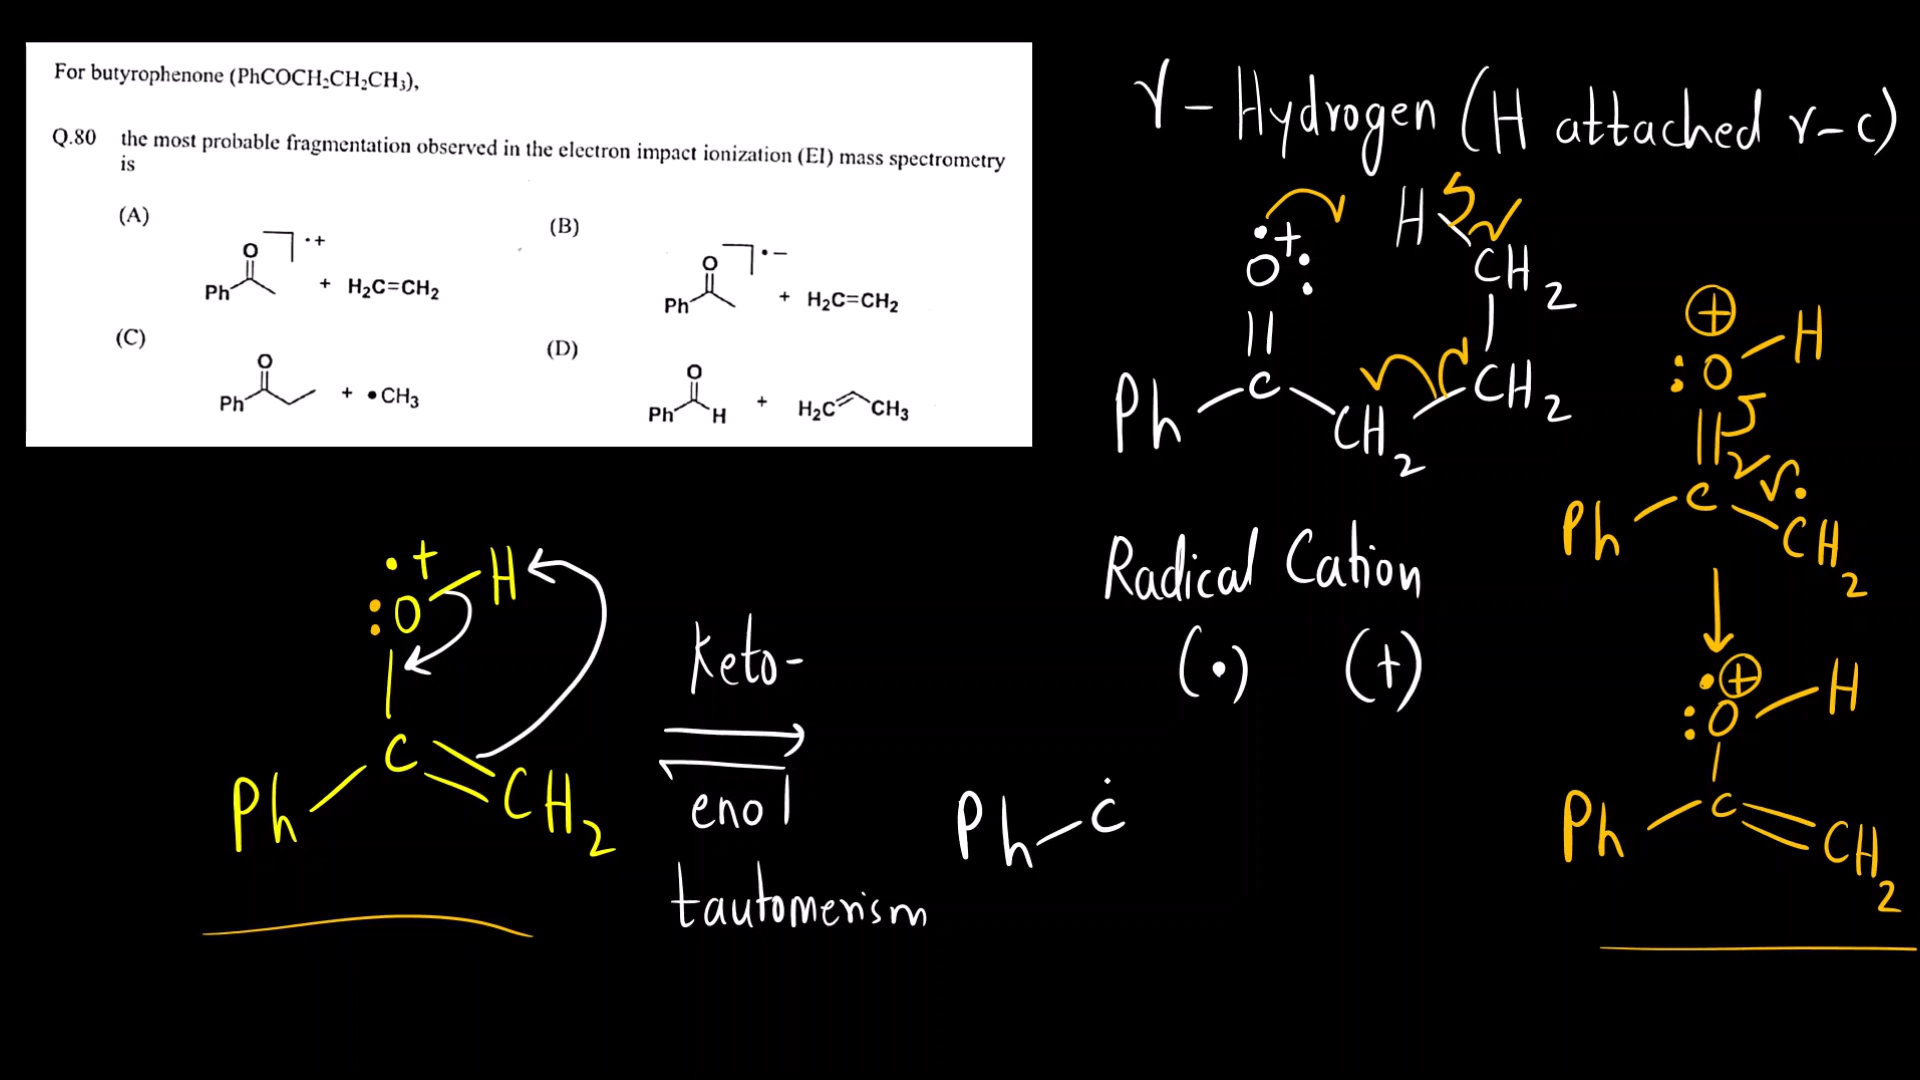 For butyrophenone (PhCOCH₂CH₂CH₃),
Q.80 the most probable fragmentation observed in the electron impact ionization (EI) mass spectrometry is
(A)
O
•+
Ph
+ H₂C=CH₂
(B)
O
•−
Ph
+ H₂C=CH₂
(C)
O
Ph
+ •CH₃
(D)
O
Ph H
+ H₂C CH₃
γ- Hydrogen (H attached γ-c)
•+
:O
H
CH₂
Ph C CH₂ CH₂
Radical Cation
(•) (+)
⊕
:O H
Ph C •CH₂
•⊕
:O H
Ph C CH₂
•+
:O H
Ph C CH₂
Keto-
enol
tautomerism
Ph-Ċ